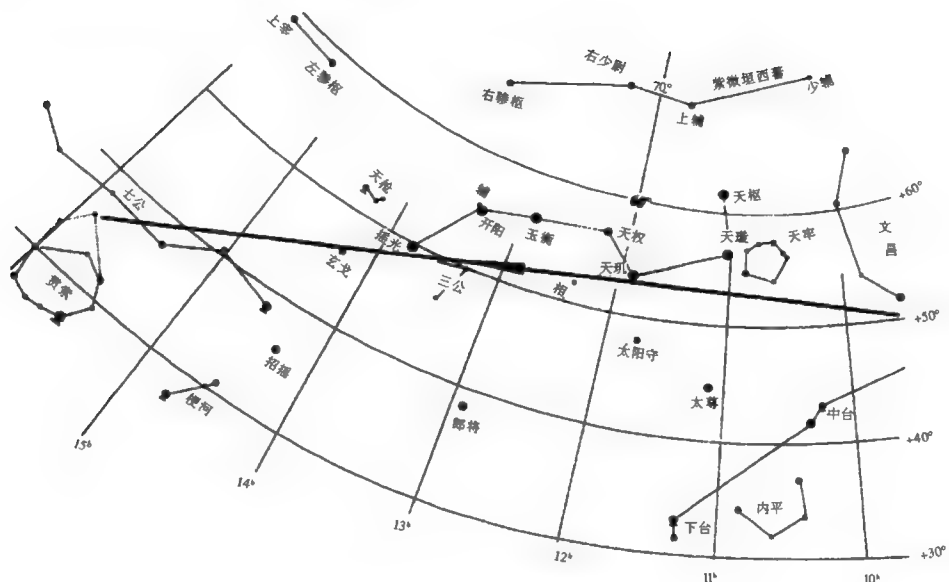 上宰
左骖枢
右少尉
右骖枢
70°
紫微垣西蕃
少辅
上辅
+60°
七公
天枪
辅
开阳
玉衡
天权
天枢
天璇
天牢
文昌
摇光
玄戈
三公
天玑
相
贯索
+50°
招摇
太阳守
太尊
梗河
郎将
中台
+40°
15ʰ
14ʰ
13ʰ
12ʰ
11ʰ
10ʰ
下台
内平
+30°